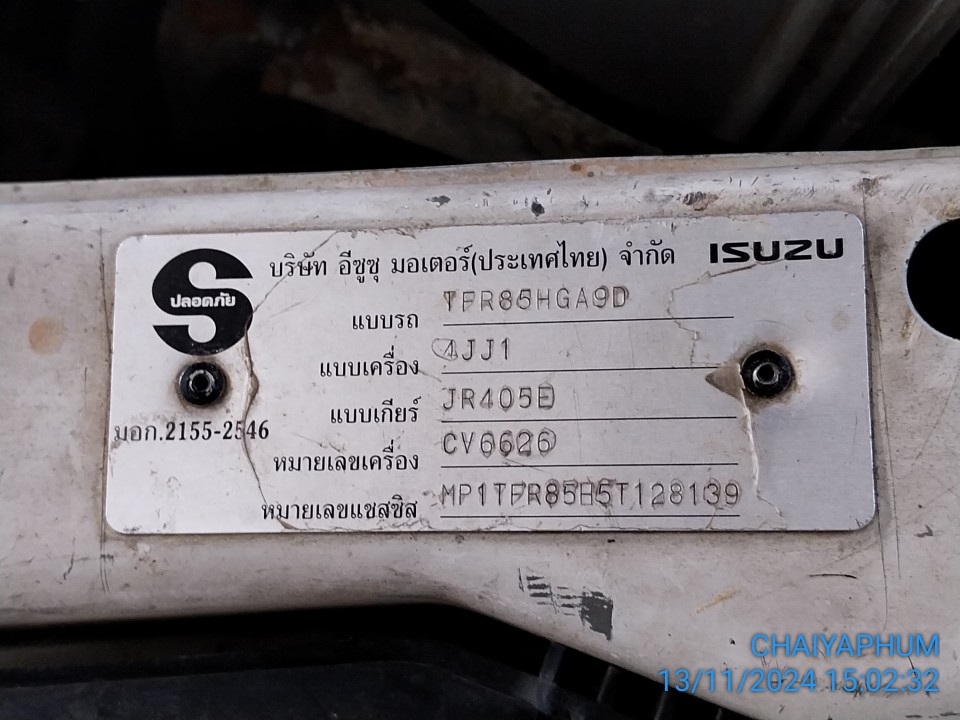 บริษัท อีซูซุ มอเตอร์(ประเทศไทย) จำกัด ISUZU
ปลอดภัย
แบบรถ TFR85HGA9D
แบบเครื่อง 4JJ1
แบบเกียร์ JR405E
มอก.2155-2546
หมายเลขเครื่อง CV6626
หมายเลขแชสซิส MP1TFR85H5T128139
CHAIYAPHUM
13/11/2024 15:02:32